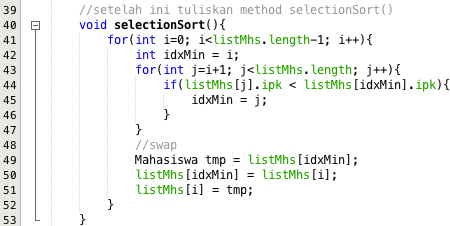 39 //setelah ini tuliskan method selectionSort()
40 void selectionSort(){
41 for(int i=0; i<listMhs.length-1; i++){
42 int idxMin = i;
43 for(int j=i+1; j<listMhs.length; j++){
44 if(listMhs[j].ipk < listMhs[idxMin].ipk){
45 idxMin = j;
46 }
47 }
48 //swap
49 Mahasiswa tmp = listMhs[idxMin];
50 listMhs[idxMin] = listMhs[i];
51 listMhs[i] = tmp;
52 }
53 }